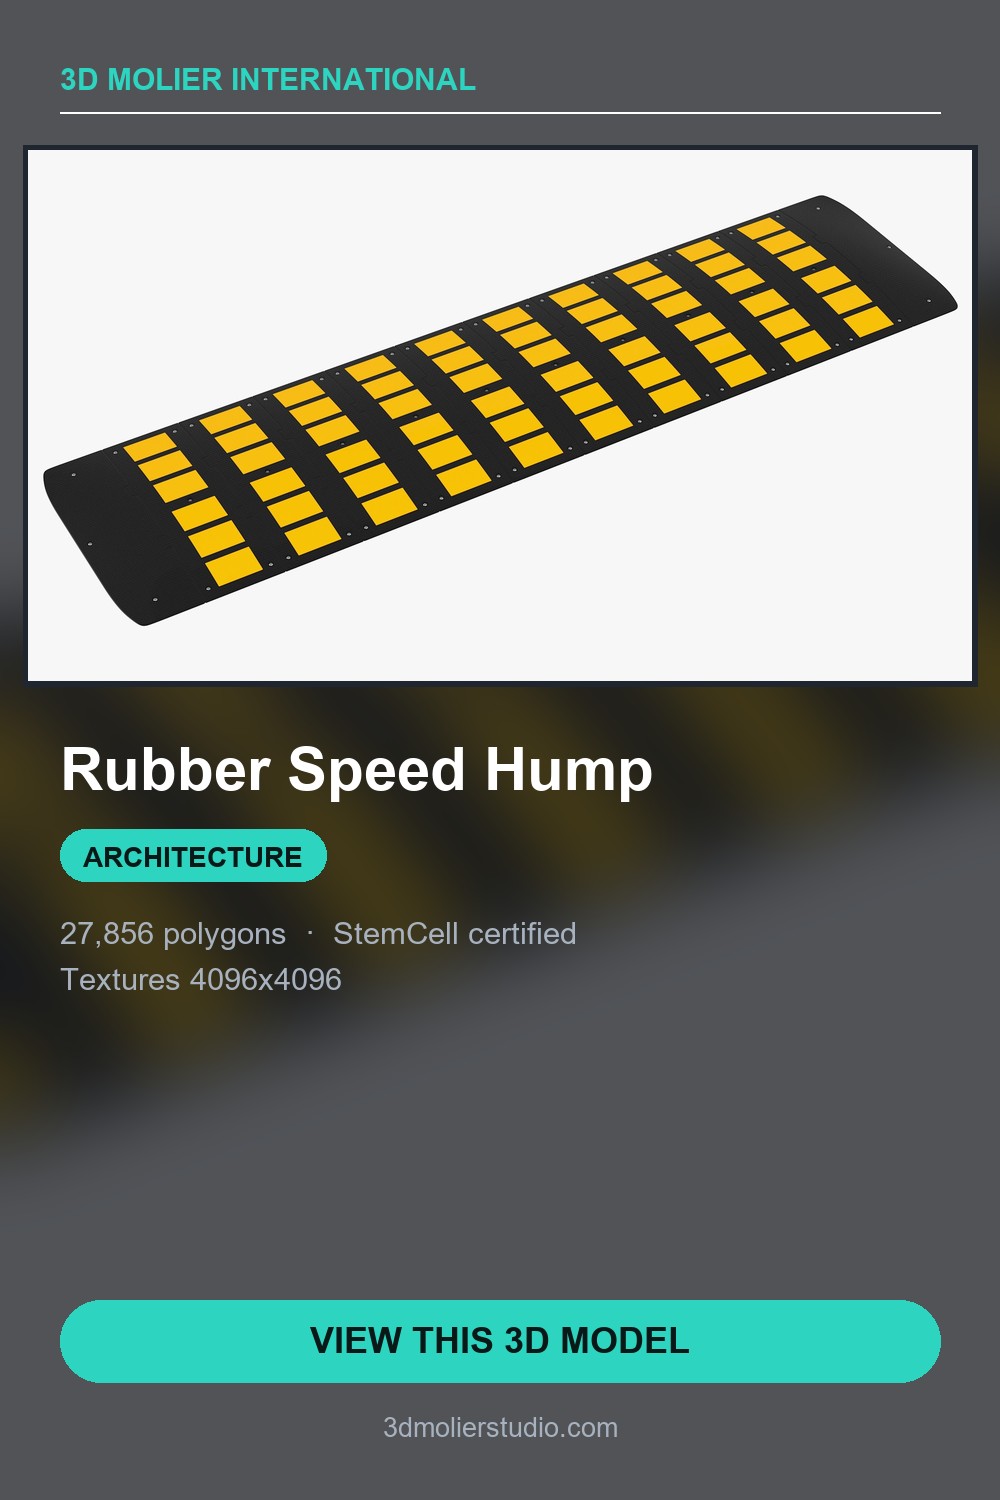 3D MOLIER INTERNATIONAL
Rubber Speed Hump
ARCHITECTURE
27,856 polygons · StemCell certified
Textures 4096x4096
VIEW THIS 3D MODEL
3dmolierstudio.com